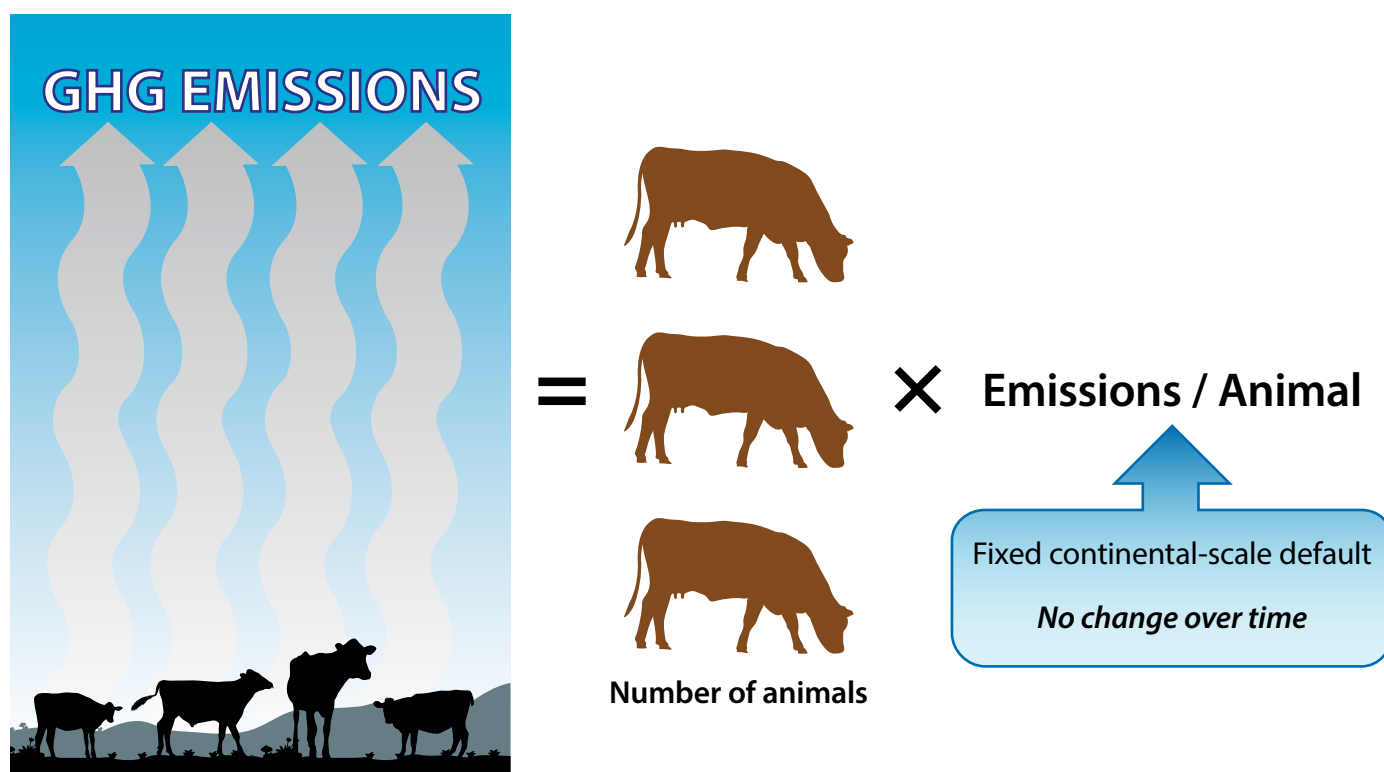 GHG EMISSIONS
=
×
Emissions / Animal
Fixed continental-scale default
No change over time
Number of animals